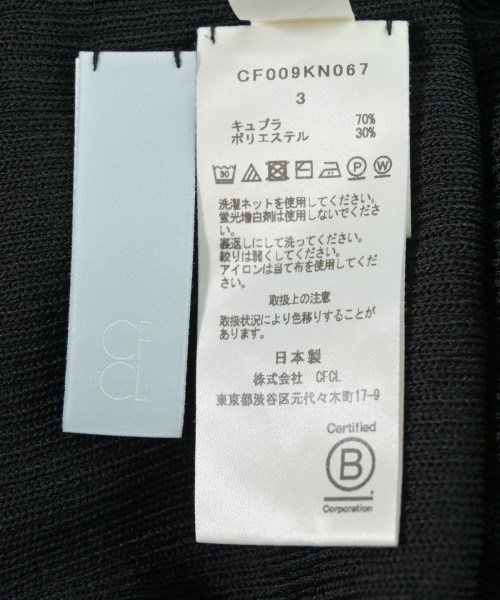 CF
CL
CF009KN067
3
キュプラ 70%
ポリエステル 30%
30
P
W
洗濯ネットを使用してください。
蛍光増白剤は使用しないでくださ
い。
裏返しにして洗ってください。
絞りは弱くしてください。
アイロンは当て布を使用してくだ
さい。
取扱上の注意
取扱状況により色移りすることが
あります。
日本製
株式会社 CFCL
東京都渋谷区元代々木町17-9
Certified
B
Corporation